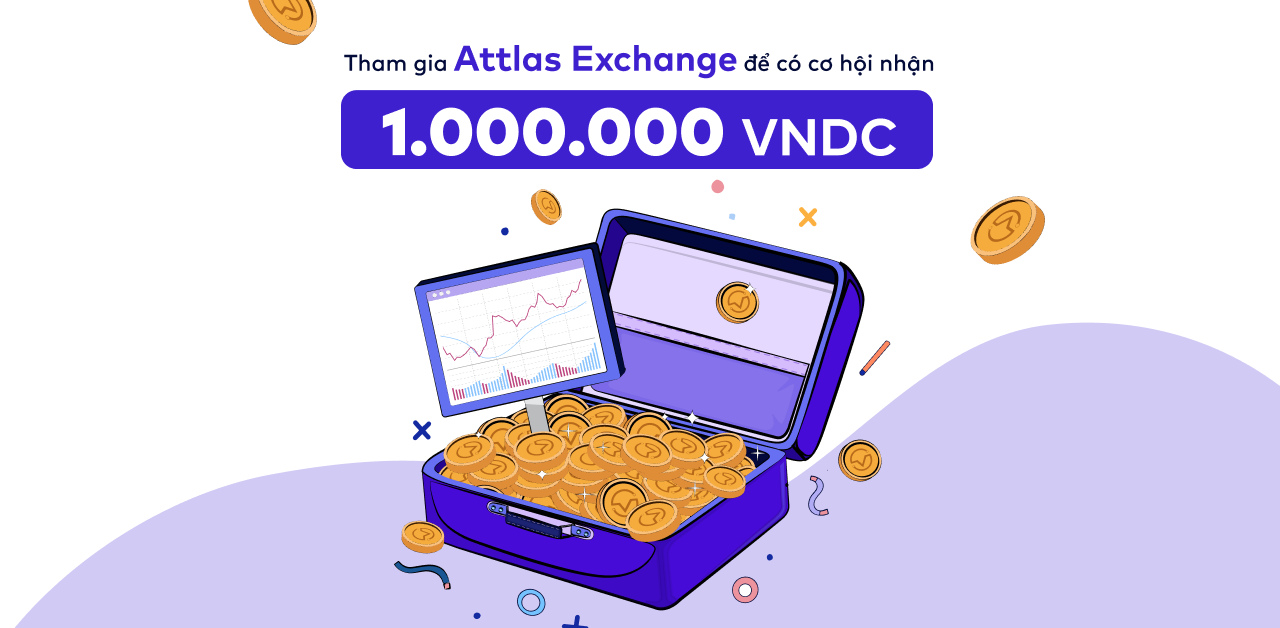 Tham gia Attlas Exchange để có cơ hội nhận
1.000.000 VNDC